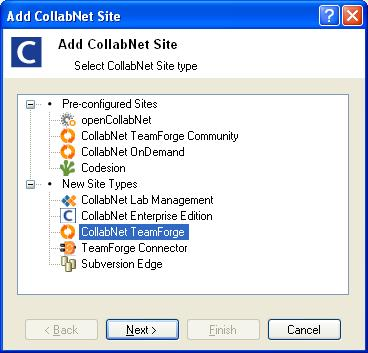 Add CollabNet Site
C
Add CollabNet Site
Select CollabNet Site type
Pre-configured Sites
openCollabNet
CollabNet TeamForge Community
CollabNet OnDemand
Codesion
New Site Types
CollabNet Lab Management
C CollabNet Enterprise Edition
CollabNet TeamForge
TeamForge Connector
Subversion Edge
< Back Next > Finish Cancel